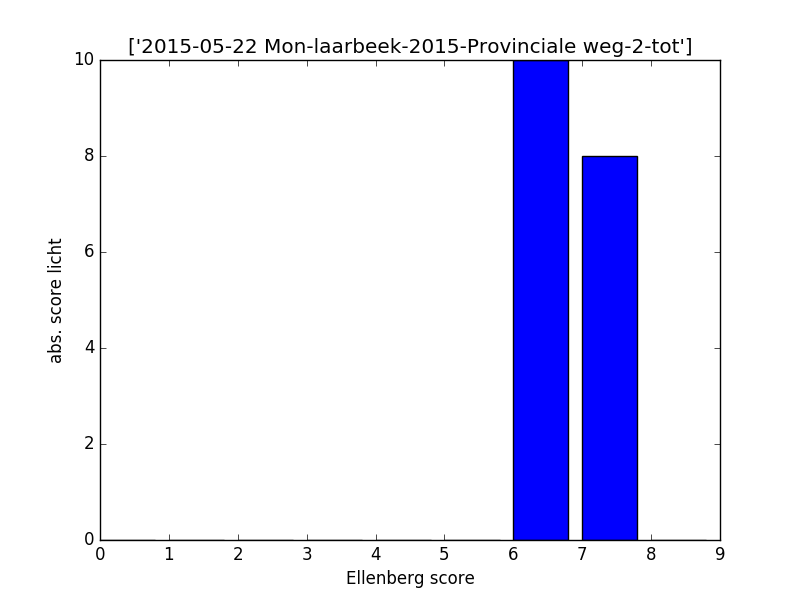 ['2015-05-22 Mon-laarbeek-2015-Provinciale weg-2-tot']
10
8
6
4
2
0
abs. score licht
0 1 2 3 4 5 6 7 8 9
Ellenberg score